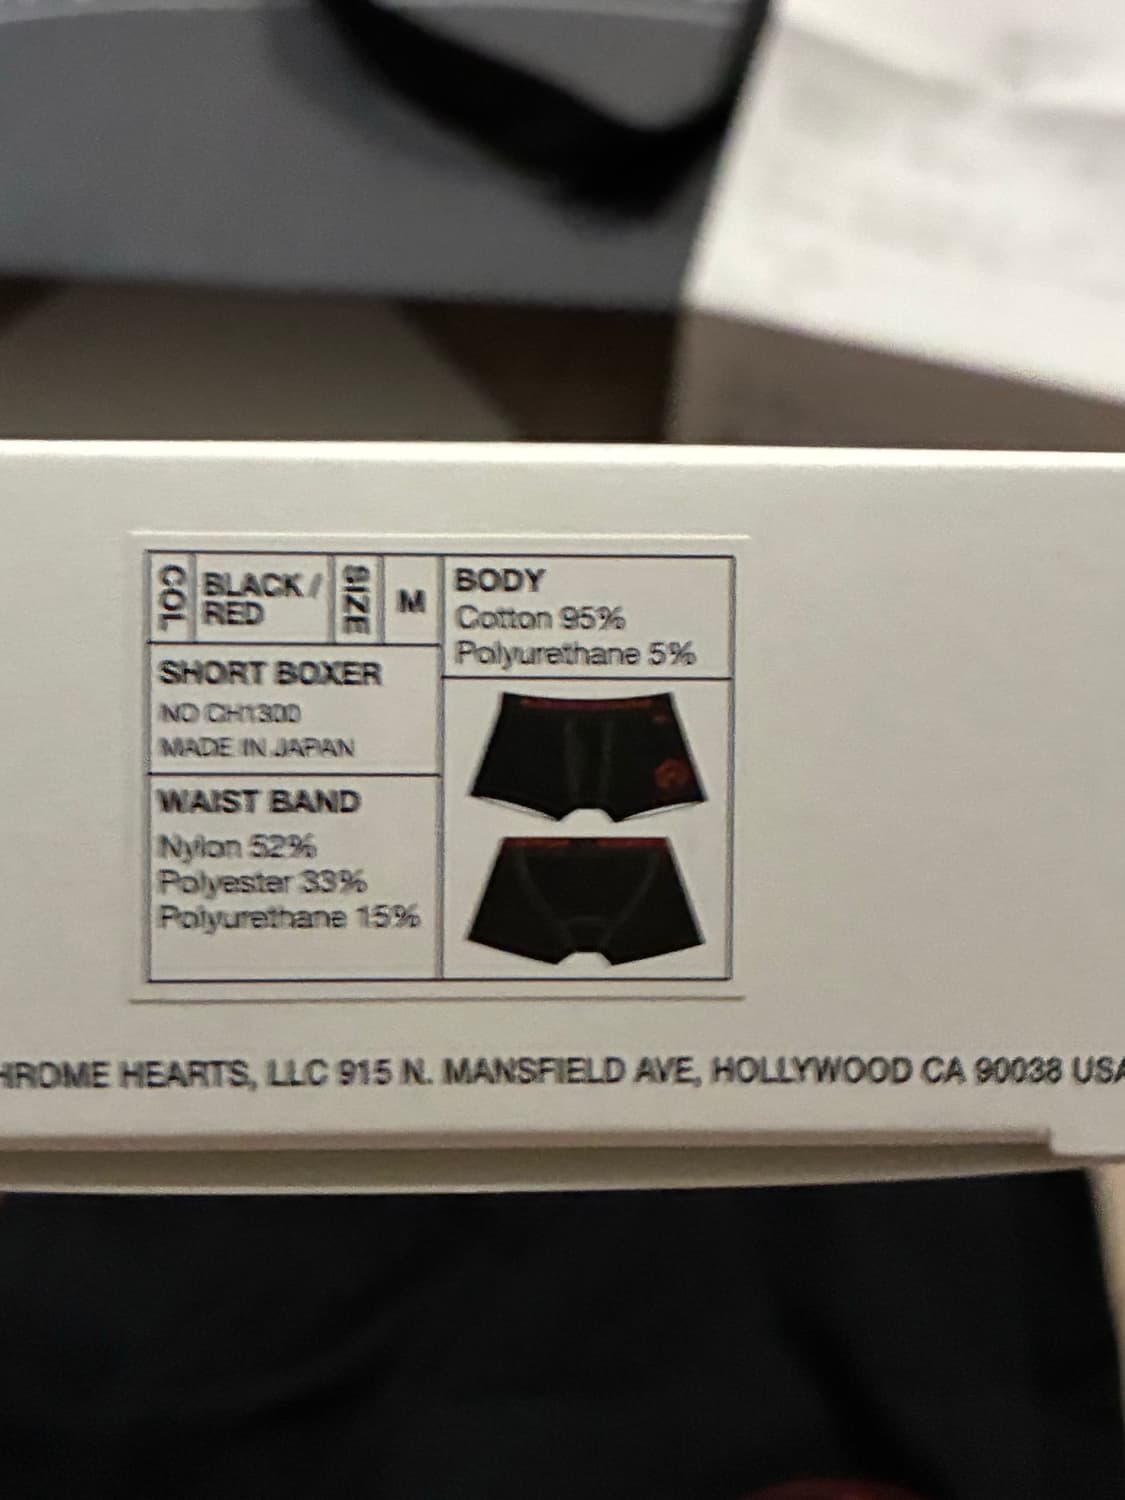 COL
BLACK/
RED
SIZE
M
SHORT BOXER
NO CH1300
MADE IN JAPAN
WAIST BAND
Nylon 52%
Polyester 33%
Polyurethane 15%
BODY
Cotton 95%
Polyurethane 5%
HROME HEARTS, LLC 915 N. MANSFIELD AVE, HOLLYWOOD CA 90038 USA